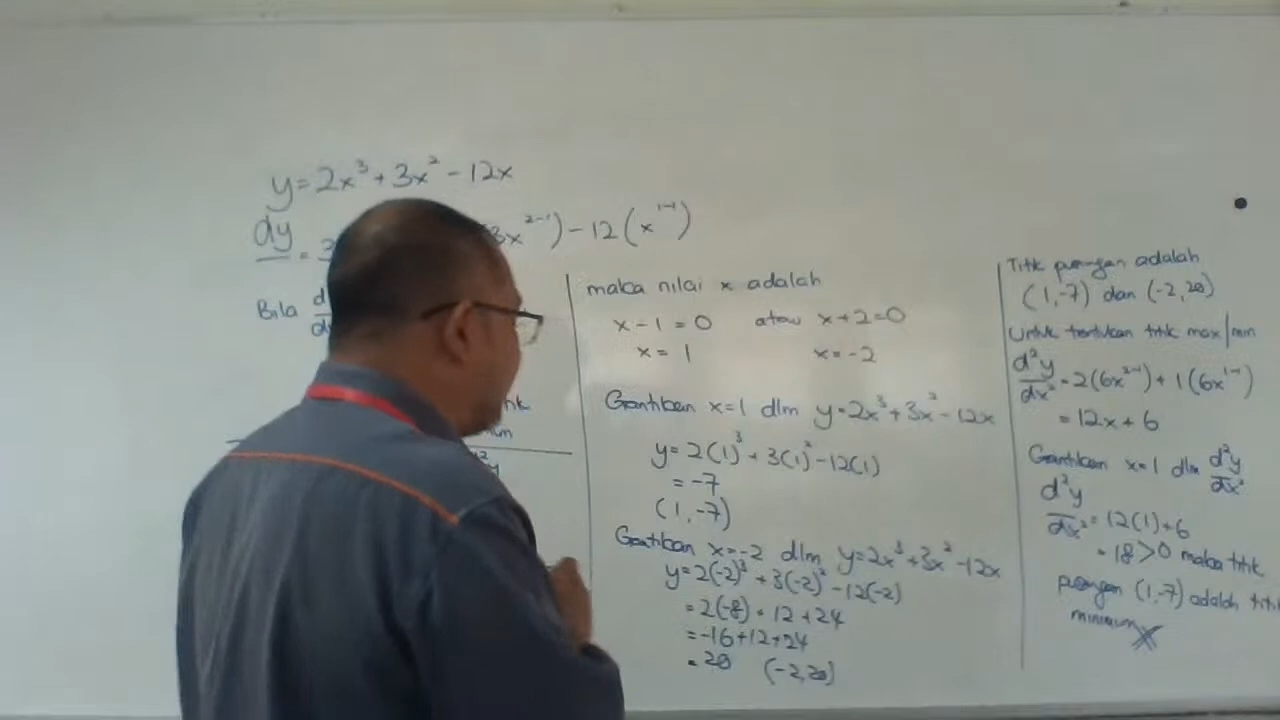 y=2x³+3x²-12x
dy
= 3x²⁻¹)-12(x¹⁻¹)
Bila d
maka nilai x adalah
x-1=0 atau x+2=0
x=1 x=-2
Gantikan x=1 dlm y=2x³+3x²-12x
y=2(1)³+3(1)²-12(1)
=-7
(1,-7)
Gantikan x=-2 dlm y=2x³+3x²-12x
y=2(-2)³+3(-2)²-12(-2)
=2(-8)+12+24
=-16+12+24
=20 (-2,20)
Titik pusingan adalah
(1,-7) dan (-2,20)
Untuk tentukan titik max/min
d²y/dx²=2(6x²⁻¹)+1(6x¹⁻¹)
=12x+6
Gantikan x=1 dlm d²y/dx²
d²y/dx²=12(1)+6
=18>0 maka titik
pusingan (1,-7) adalah titik
minimum